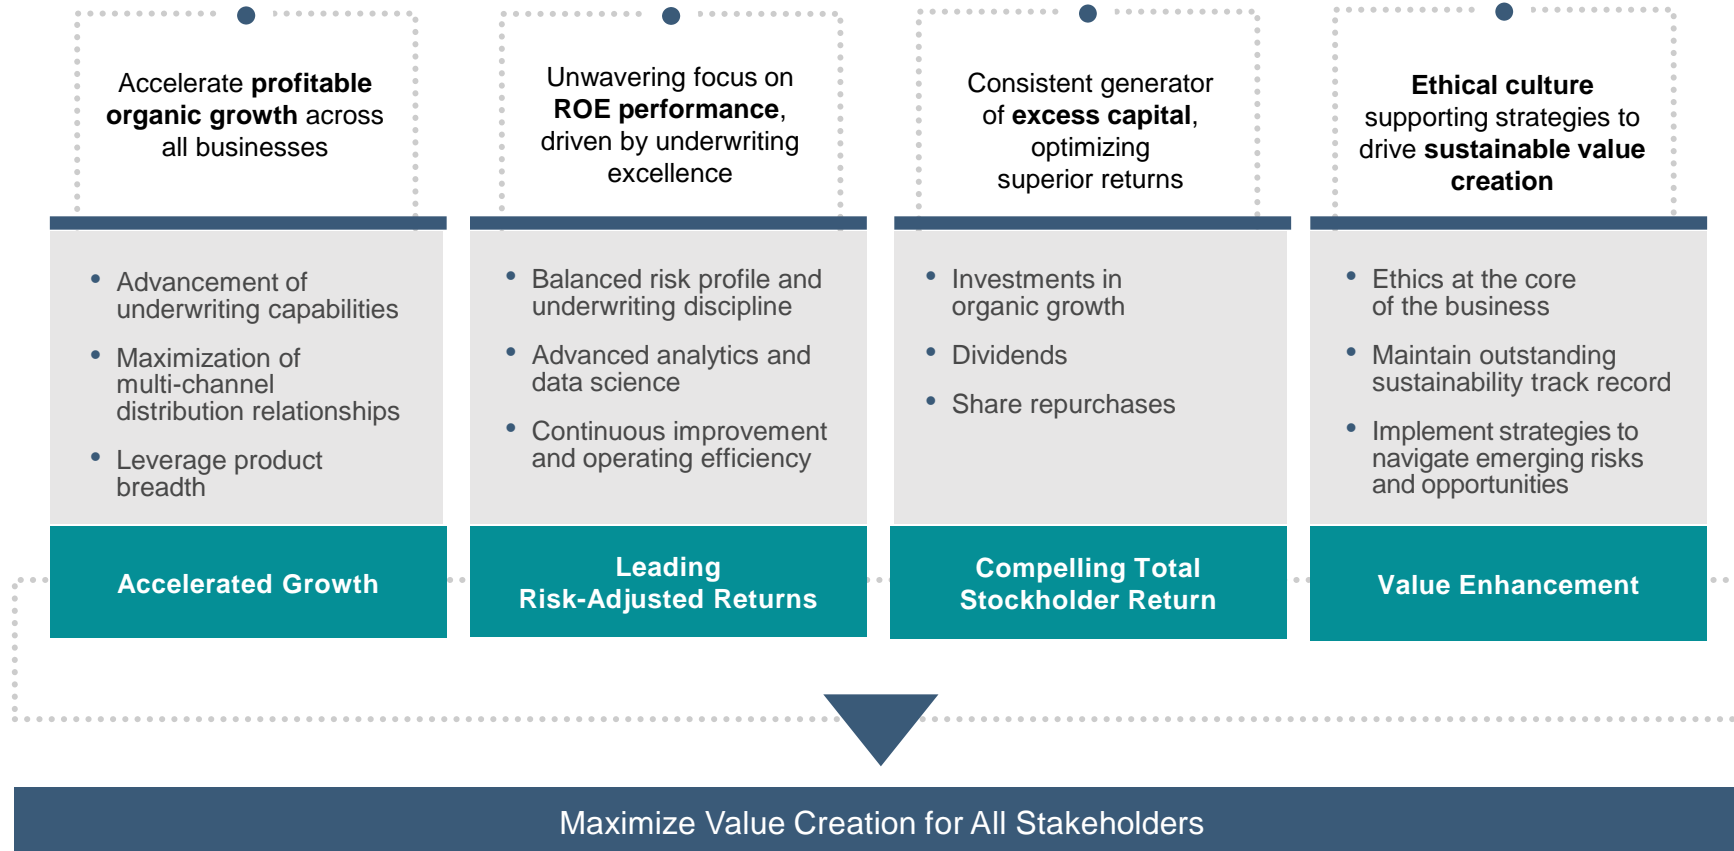 Accelerate profitable
organic growth across
all businesses
Advancement of
underwriting capabilities
Maximization of
multi-channel
distribution relationships
Leverage product
breadth
Accelerated Growth
Unwavering focus on
ROE performance,
driven by underwriting
excellence
Balanced risk profile and
underwriting discipline
Advanced analytics and
data science
Continuous improvement
and operating efficiency
Leading
Risk-Adjusted Returns
Consistent generator
of excess capital,
optimizing
superior returns
Investments in
organic growth
Dividends
Share repurchases
Compelling Total
Stockholder Return
Ethical culture
supporting strategies to
drive sustainable value
creation
Ethics at the core
of the business
Maintain outstanding
sustainability track record
Implement strategies to
navigate emerging risks
and opportunities
Value Enhancement
Maximize Value Creation for All Stakeholders